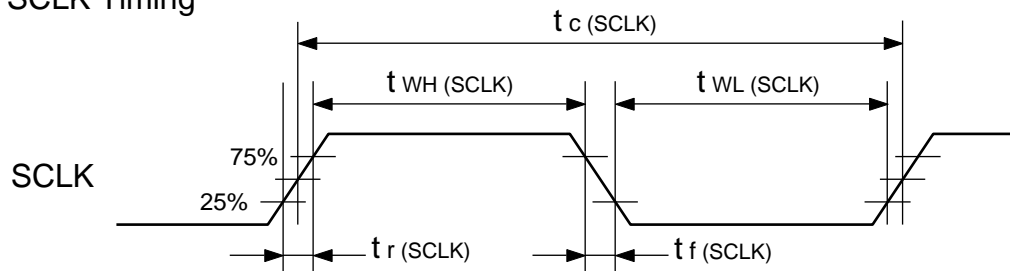 SCLK Timing
t c (SCLK)
t WH (SCLK)
t WL (SCLK)
75%
SCLK
25%
t r (SCLK)
t f (SCLK)